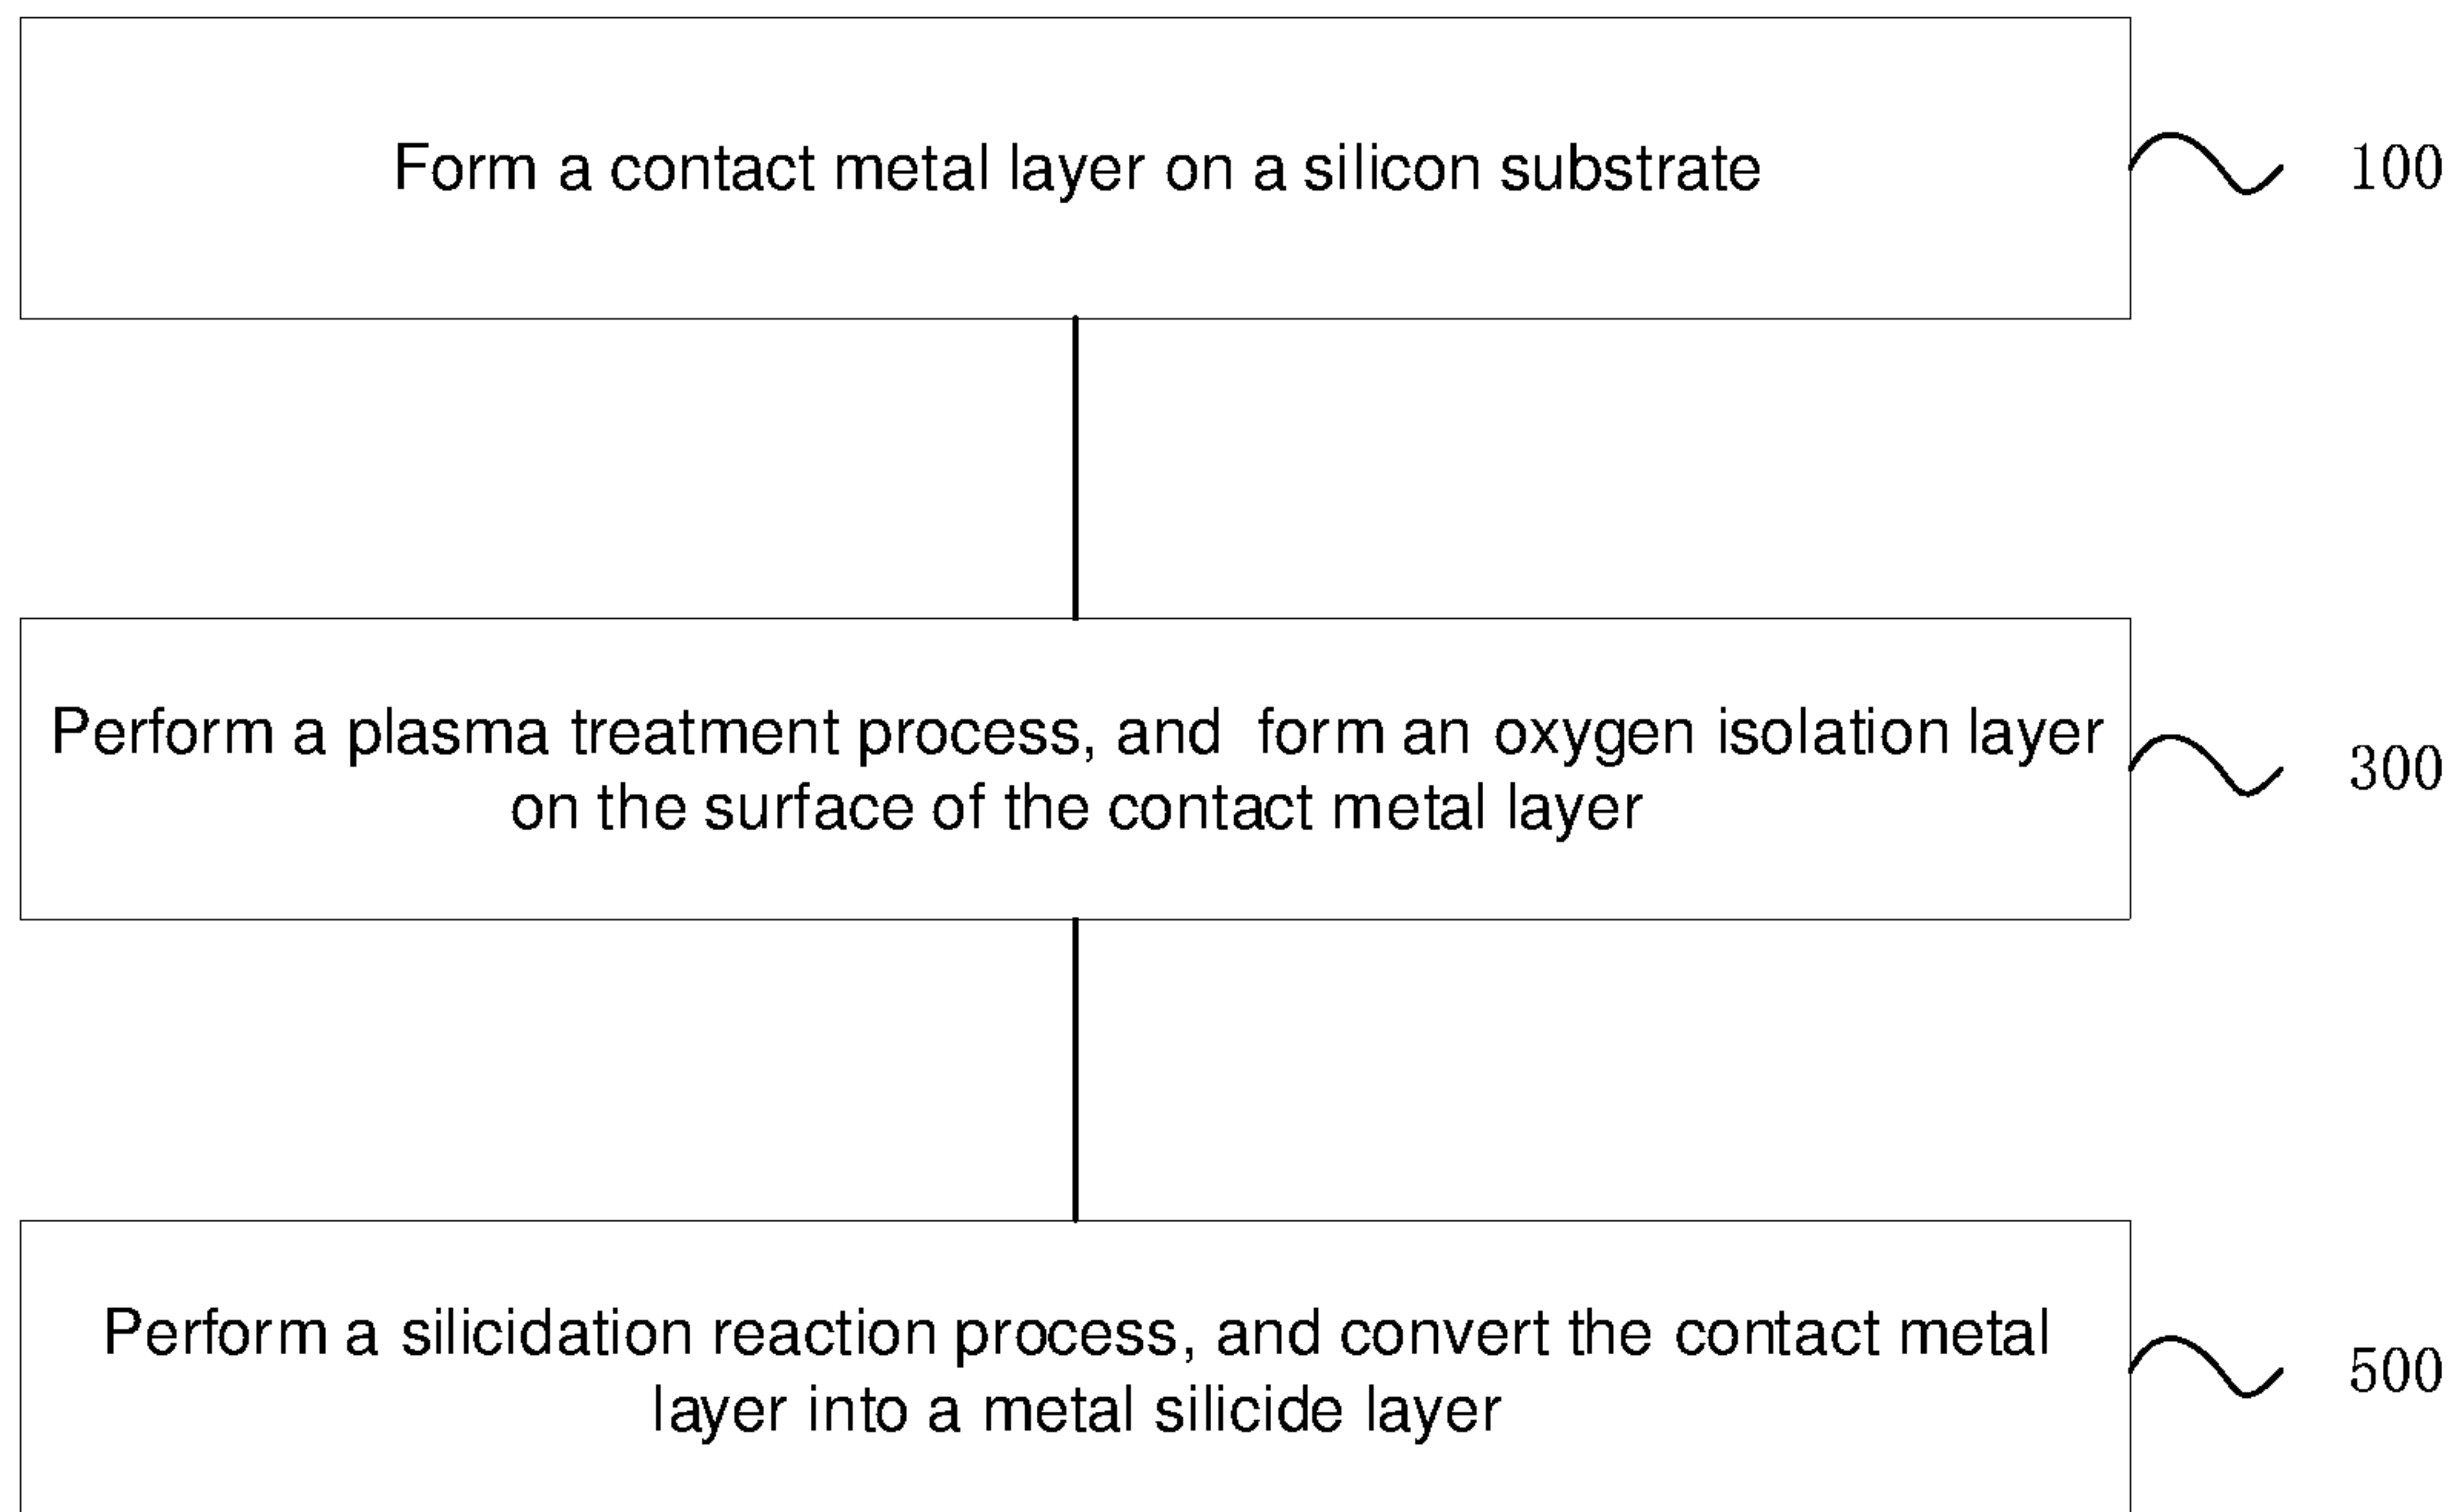 Form a contact metal layer on a silicon substrate
100
Perform a plasma treatment process, and form an oxygen isolation layer
on the surface of the contact metal layer
300
Perform a silicidation reaction process, and convert the contact metal
layer into a metal silicide layer
500